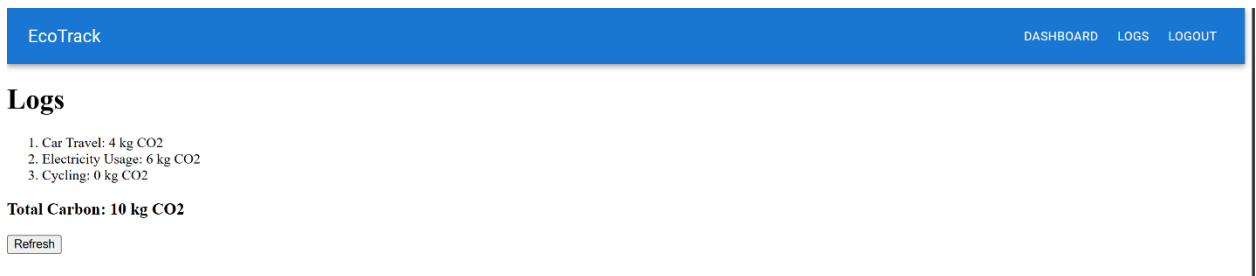 EcoTrack DASHBOARD LOGS LOGOUT
Logs
1. Car Travel: 4 kg CO2
2. Electricity Usage: 6 kg CO2
3. Cycling: 0 kg CO2
Total Carbon: 10 kg CO2
Refresh